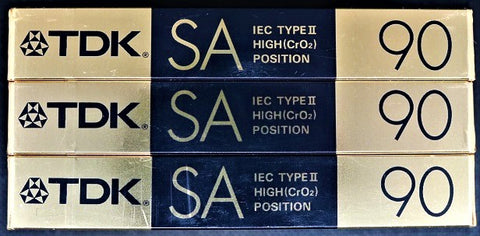 TDK® SA IEC TYPE II 90
HIGH(CrO₂)
POSITION
TDK® SA IEC TYPE II 90
HIGH(CrO₂)
POSITION
TDK® SA IEC TYPE II 90
HIGH(CrO₂)
POSITION